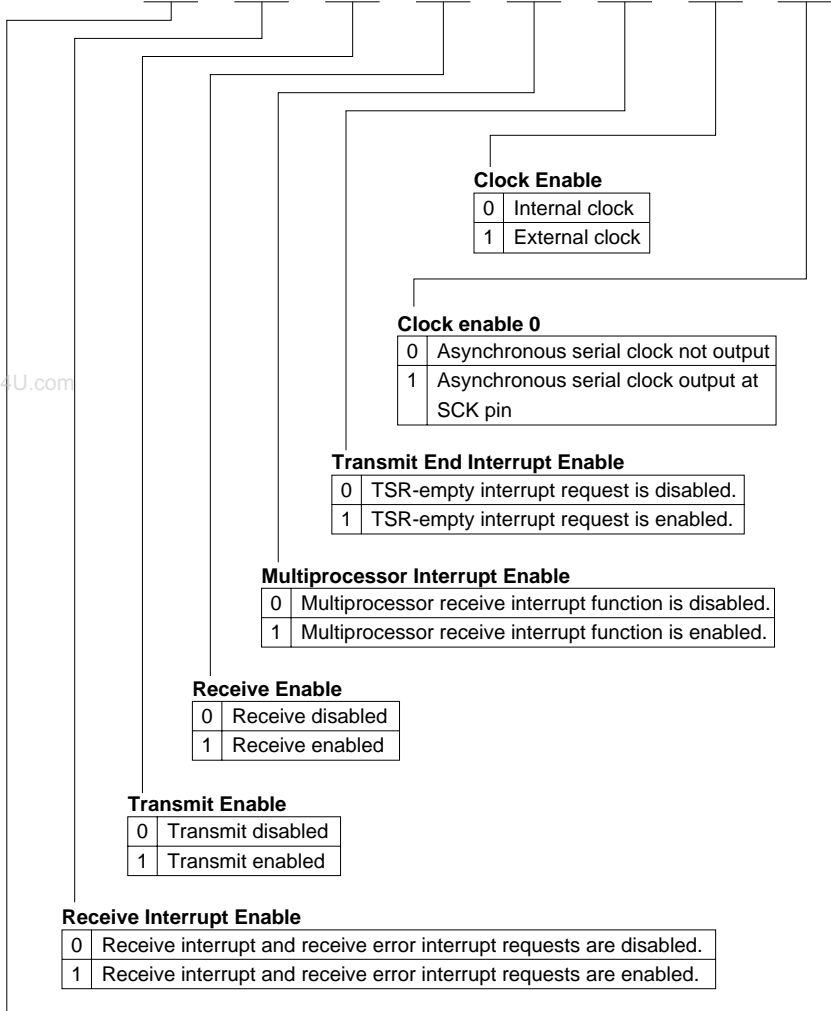 Clock Enable
0 Internal clock
1 External clock
Clock enable 0
0 Asynchronous serial clock not output
1 Asynchronous serial clock output at
SCK pin
4U.com
Transmit End Interrupt Enable
0 TSR-empty interrupt request is disabled.
1 TSR-empty interrupt request is enabled.
Multiprocessor Interrupt Enable
0 Multiprocessor receive interrupt function is disabled.
1 Multiprocessor receive interrupt function is enabled.
Receive Enable
0 Receive disabled
1 Receive enabled
Transmit Enable
0 Transmit disabled
1 Transmit enabled
Receive Interrupt Enable
0 Receive interrupt and receive error interrupt requests are disabled.
1 Receive interrupt and receive error interrupt requests are enabled.